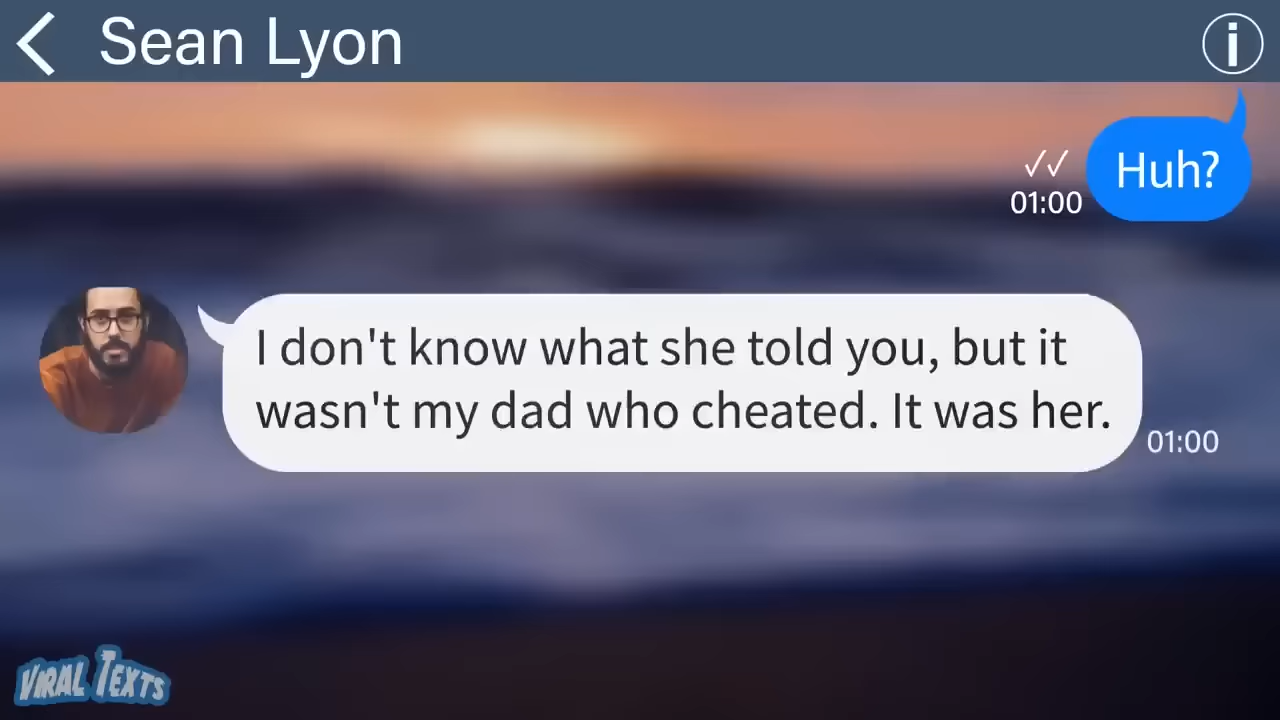 Sean Lyon
Huh?
01:00
I don't know what she told you, but it
wasn't my dad who cheated. It was her.
01:00
VIRAL TEXTS